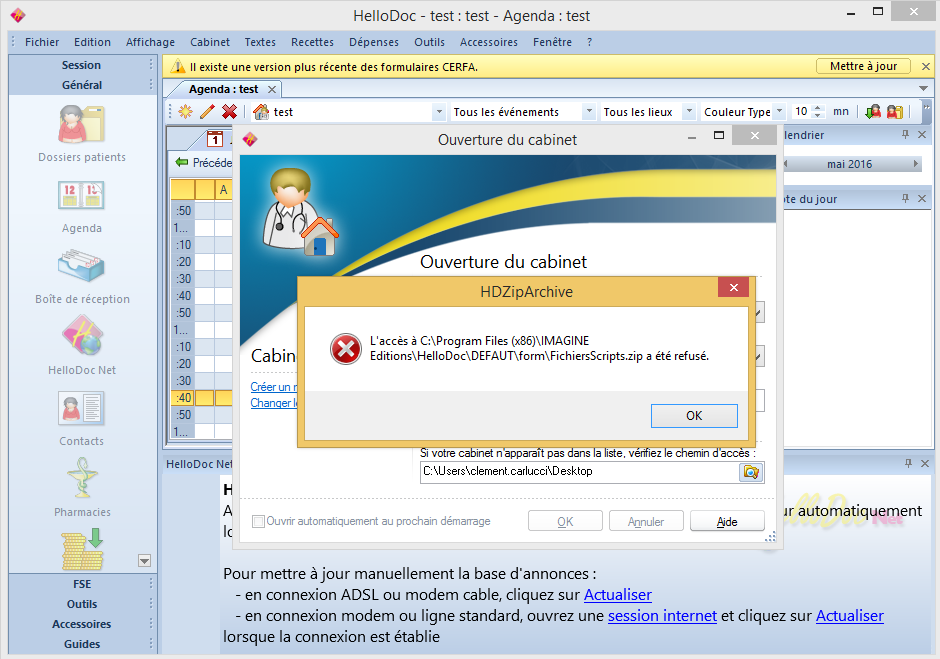 HelloDoc - test : test - Agenda : test
Fichier Edition Affichage Cabinet Textes Recettes Dépenses Outils Accessoires Fenêtre ?
Session
Général
Dossiers patients
Agenda
Boîte de réception
HelloDoc Net
Contacts
Pharmacies
FSE
Outils
Accessoires
Guides
Il existe une version plus récente des formulaires CERFA.
Mettre à jour
Agenda : test
test Tous les événements Tous les lieux Couleur Type 10 mn
1
Précéde
A
:50
1...
:10
:20
:30
:40
:50
1...
:10
:20
:30
:40
:50
1...
lendrier
mai 2016
te du jour
Ouverture du cabinet
Ouverture du cabinet
Cabin
Créer un n
Changer l
HDZipArchive
L'accès à C:\Program Files (x86)\IMAGINE
Editions\HelloDoc\DEFAUT\form\FichiersScripts.zip a été refusé.
OK
Si votre cabinet n'apparaît pas dans la liste, vérifiez le chemin d'accès :
C:\Users\clement.carlucci\Desktop
Ouvrir automatiquement au prochain démarrage
OK
Annuler
Aide
HelloDoc Net
H
A
ur automatiquement
lo
Pour mettre à jour manuellement la base d'annonces :
- en connexion ADSL ou modem cable, cliquez sur Actualiser
- en connexion modem ou ligne standard, ouvrez une session internet et cliquez sur Actualiser
lorsque la connexion est établie